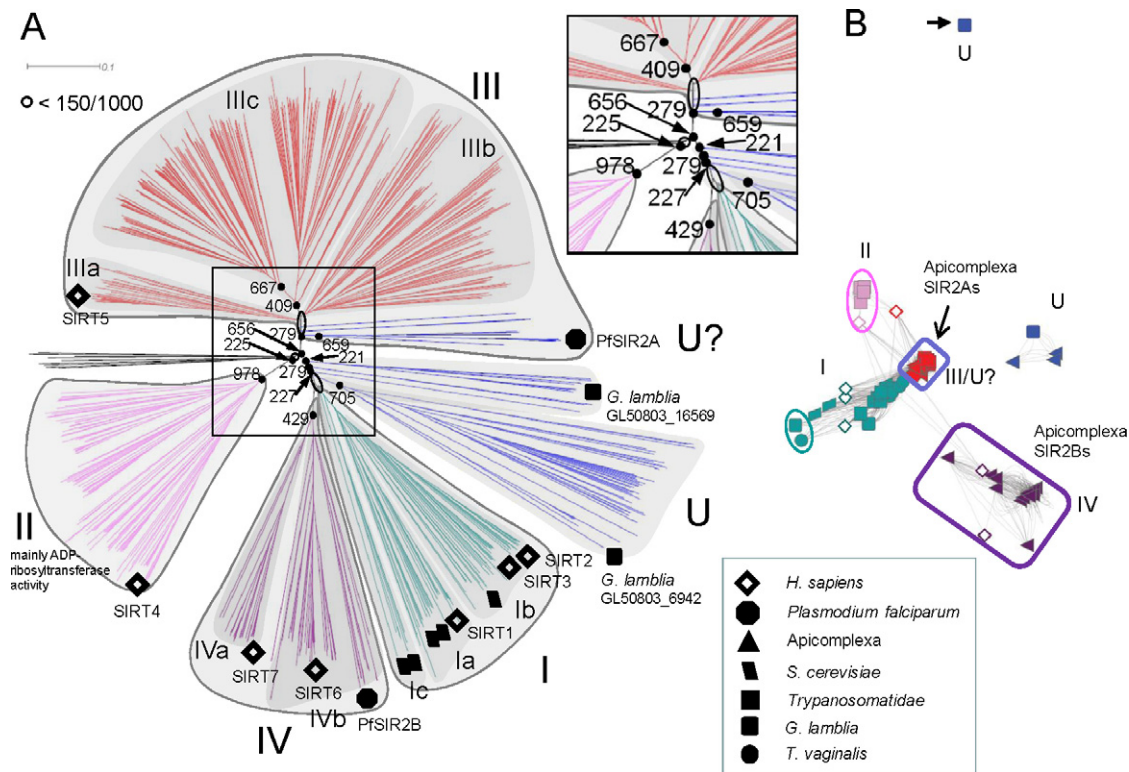 A
0.1
< 150/1000
III
IIIc
IIIb
IIIa
SIRT5
667
409
656
279
659
225
221
978
279
227
705
429
PfSIR2A
U?
G. lamblia
GL50803_16569
U
G. lamblia
GL50803_6942
II
mainly ADP-
ribosyltransferase
activity
SIRT4
IVa
SIRT7
SIRT6
IVb
PfSIR2B
IV
SIRT2
SIRT3
Ib
SIRT1
Ia
Ic
I
667
409
656
279
659
225
221
978
279
227
705
429
B
U
II
Apicomplexa
SIR2As
U
I
III/U?
Apicomplexa
SIR2Bs
IV
H. sapiens
Plasmodium falciparum
Apicomplexa
S. cerevisiae
Trypanosomatidae
G. lamblia
T. vaginalis